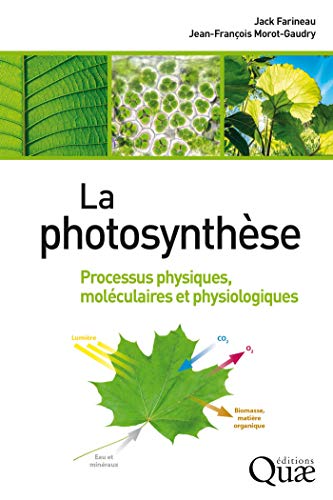 Jack Farineau
Jean-François Morot-Gaudry
La
photosynthèse
Processus physiques,
moléculaires et physiologiques
Lumière
CO2
O2
Biomasse,
matière
organique
Eau et
minéraux
éditions
Quæ